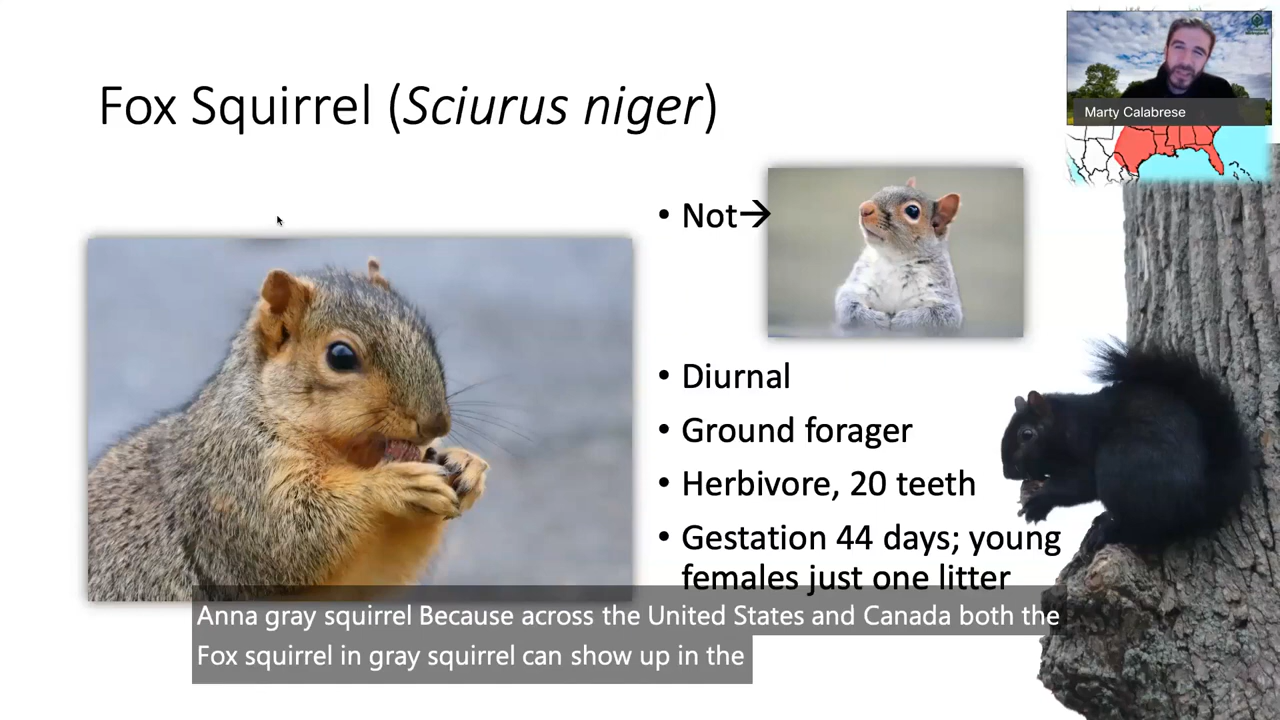 Fox Squirrel (Sciurus niger)
Marty Calabrese
• Not→
• Diurnal
• Ground forager
• Herbivore, 20 teeth
• Gestation 44 days; young
females just one litter
Anna gray squirrel Because across the United States and Canada both the
Fox squirrel in gray squirrel can show up in the